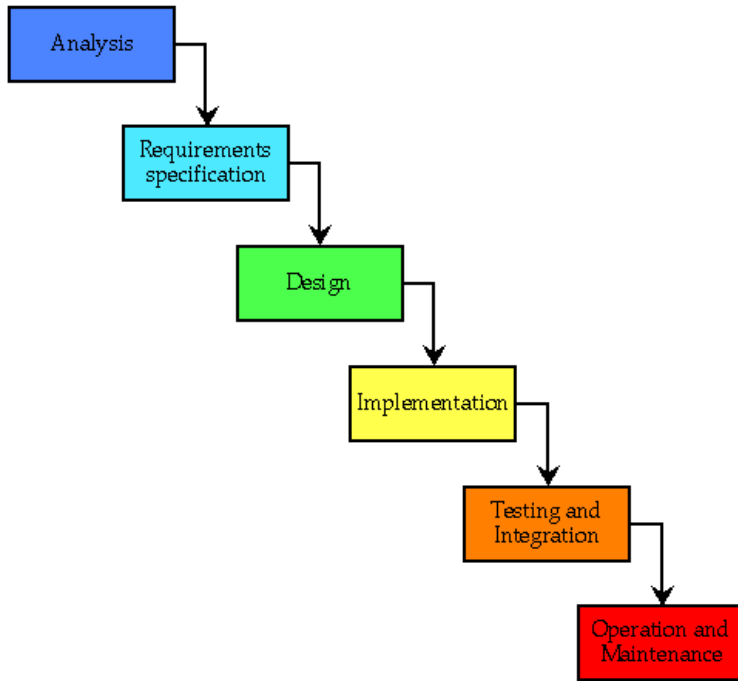 Analysis
Requirements
specification
Design
Implementation
Testing and
Integration
Operation and
Maintenance